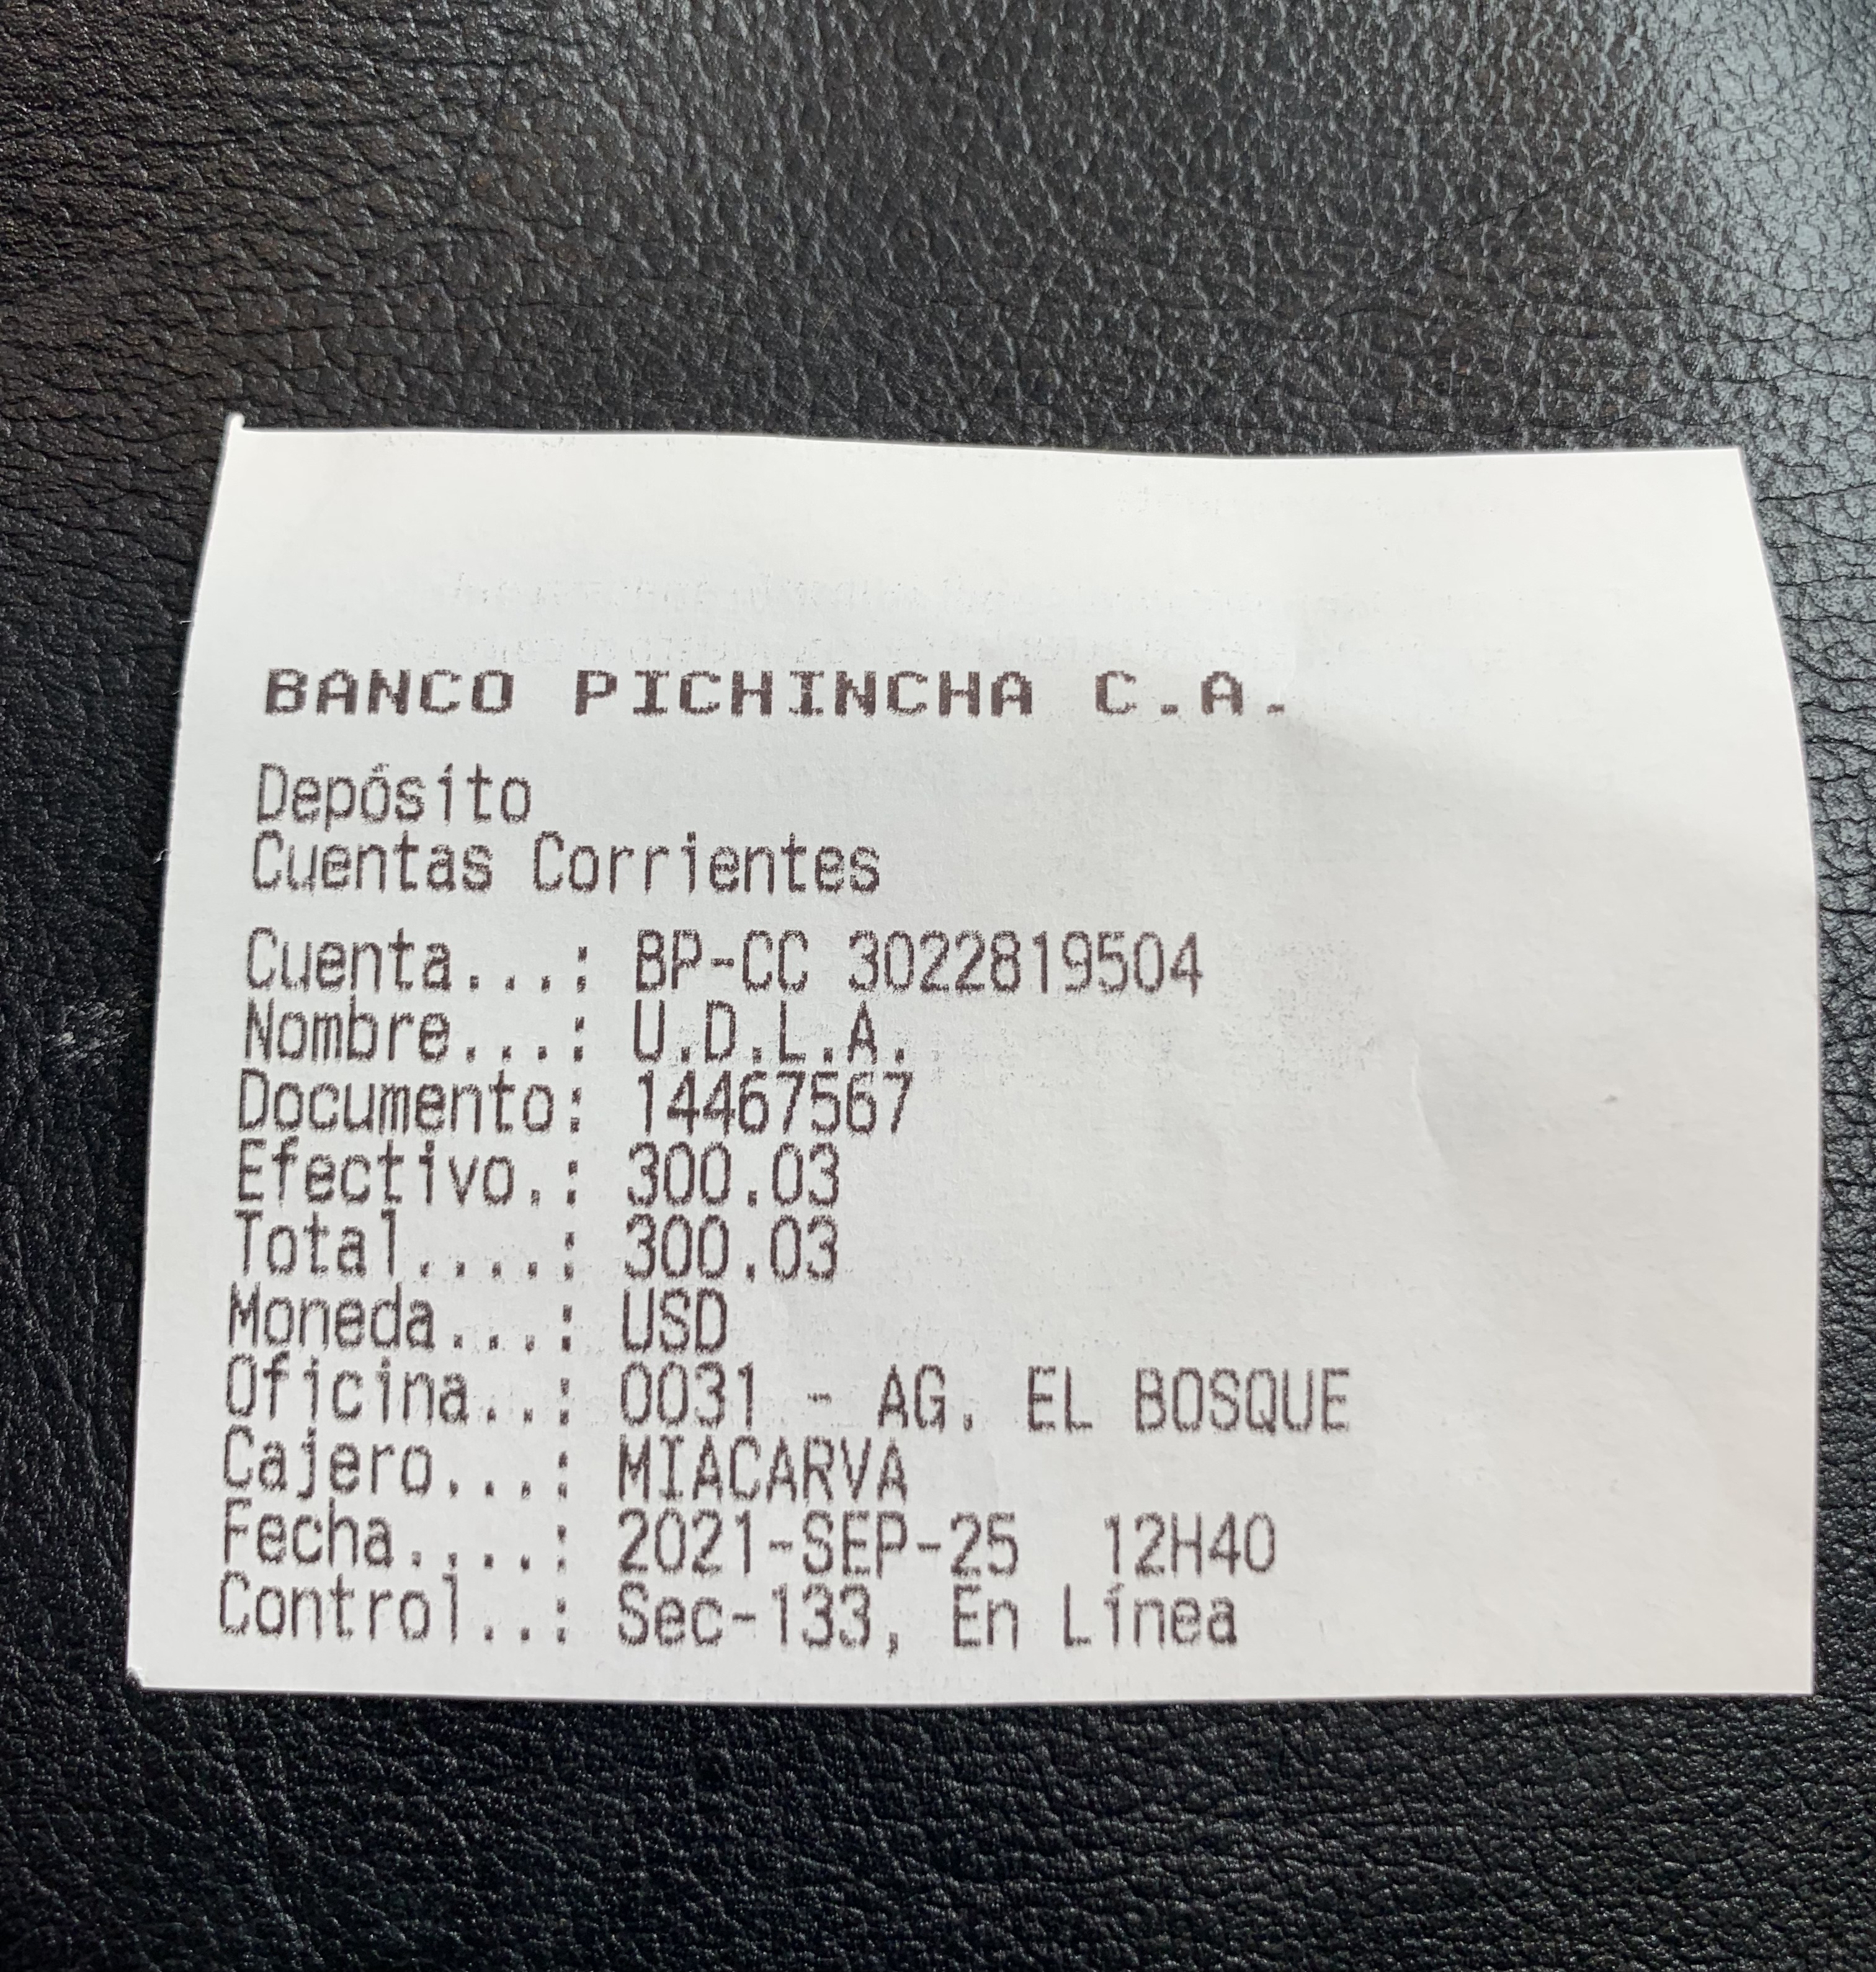 BANCO PICHINCHA C.A.
Depósito
Cuentas Corrientes
Cuenta...: BP-CC 3022819504
Nombre...: U.D.L.A.
Documento: 14467567
Efectivo.: 300.03
Total....: 300.03
Moneda...: USD
Oficina..: 0031 - AG. EL BOSQUE
Cajero...: MIACARVA
Fecha....: 2021-SEP-25  12H40
Control..: Sec-133, En Línea